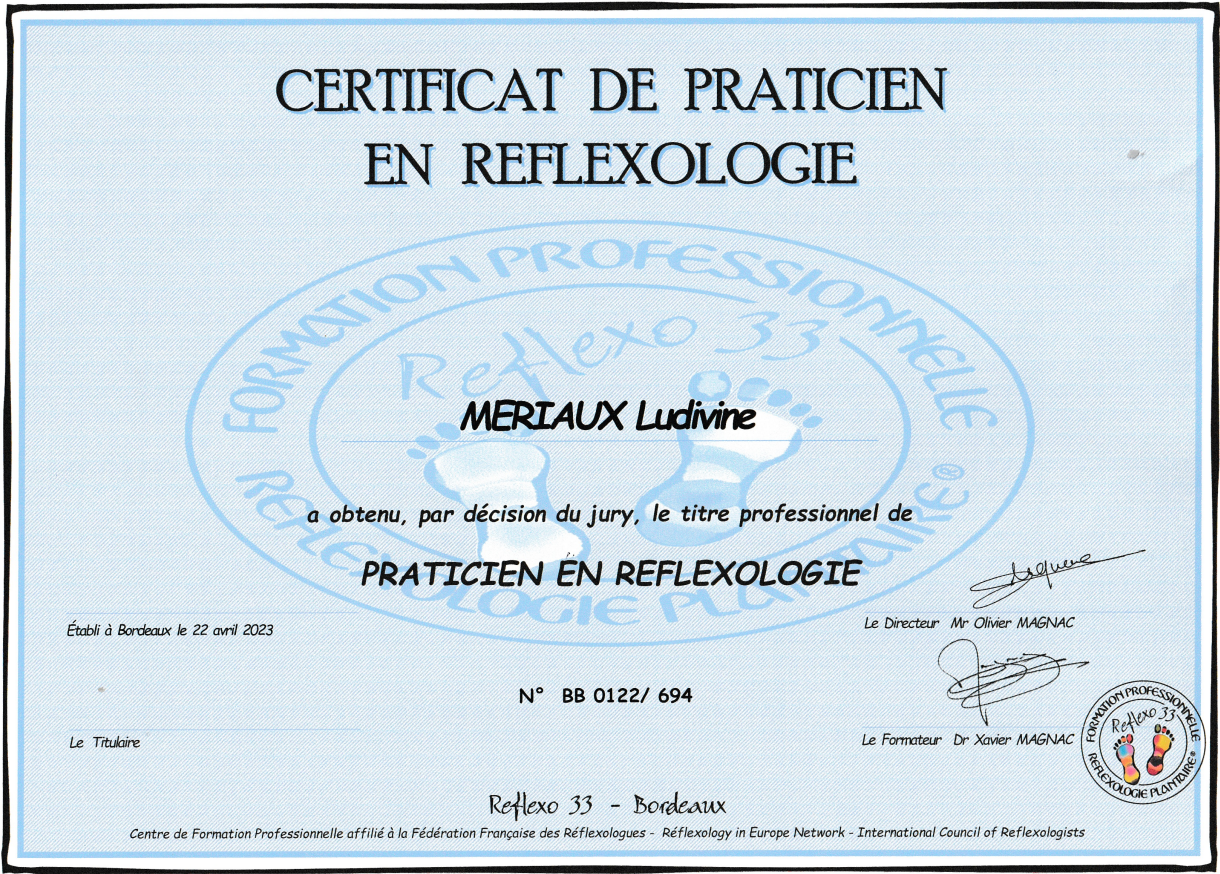 CERTIFICAT DE PRATICIEN
EN REFLEXOLOGIE
FORMATION PROFESSIONNELLE
Reflexo 33
MERIAUX Ludivine
REFLEXOLOGIE PLANTAIRE®
a obtenu, par décision du jury, le titre professionnel de
PRATICIEN EN REFLEXOLOGIE
Établi à Bordeaux le 22 avril 2023
Le Directeur Mr Olivier MAGNAC
N° BB 0122/ 694
Le Titulaire
Le Formateur Dr Xavier MAGNAC
FORMATION PROFESSIONNELLE
Reflexo 33
REFLEXOLOGIE PLANTAIRE®
Reflexo 33 - Bordeaux
Centre de Formation Professionnelle affilié à la Fédération Française des Réflexologues - Réflexology in Europe Network - International Council of Reflexologists